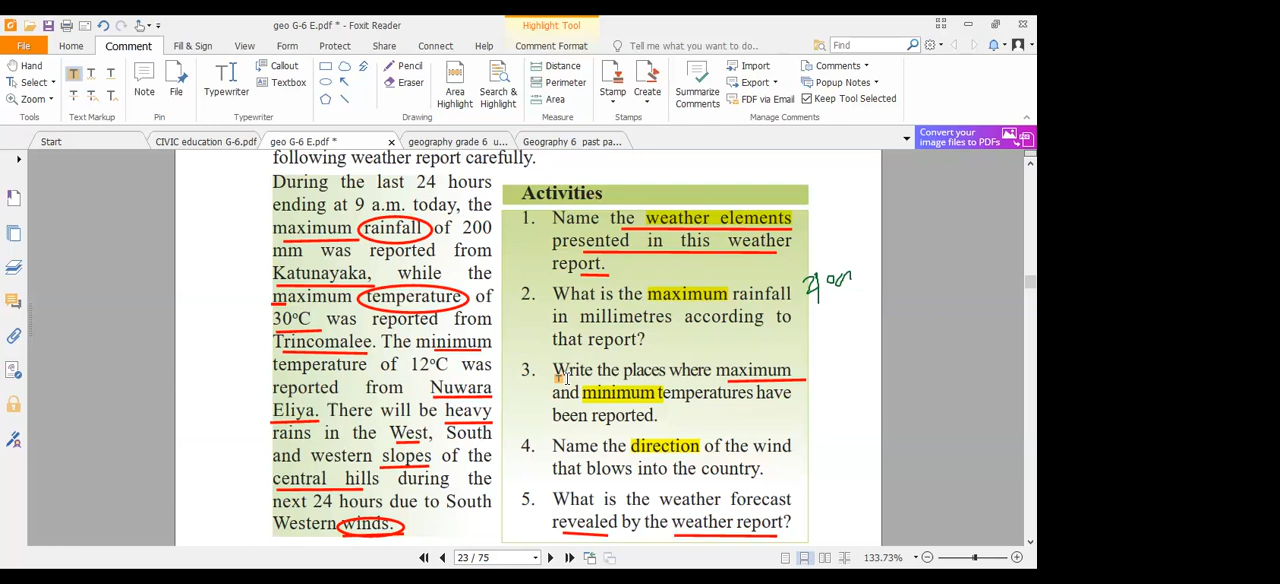 geo G-6 E.pdf * - Foxit Reader
Highlight Tool
File Home Comment Fill & Sign View Form Protect Share Connect Help Comment Format Tell me what you want to do.. Find
Hand
Select
Zoom
Tools
Text Markup
Note
File
Pin
Typewriter
Callout
Textbox
Typewriter
Pencil
Eraser
Drawing
Area Highlight
Search & Highlight
Distance
Perimeter
Area
Measure
Stamp
Create
Stamps
Summarize Comments
Import
Export
FDF via Email
Comments
Popup Notes
Keep Tool Selected
Manage Comments
Start
CIVIC education G-6.pdf
geo G-6 E.pdf *
geography grade 6 u...
Geography 6 past pa...
Convert your image files to PDFs
following weather report carefully.
During the last 24 hours
ending at 9 a.m. today, the
maximum rainfall of 200
mm was reported from
Katunayaka, while the
maximum temperature of
30°C was reported from
Trincomalee. The minimum
temperature of 12°C was
reported from Nuwara
Eliya. There will be heavy
rains in the West, South
and western slopes of the
central hills during the
next 24 hours due to South
Western winds.
Activities
1. Name the weather elements
presented in this weather
report.
2. What is the maximum rainfall
in millimetres according to
that report?
3. Write the places where maximum
and minimum temperatures have
been reported.
4. Name the direction of the wind
that blows into the country.
5. What is the weather forecast
revealed by the weather report?
23 / 75
133.73%